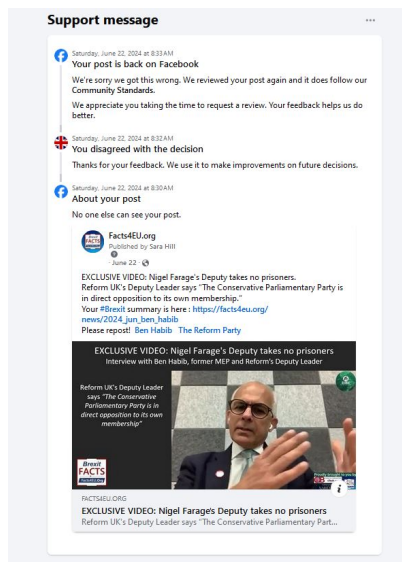 Support message
Saturday, June 22, 2024 at 8:33 AM
Your post is back on Facebook
We're sorry we got this wrong. We reviewed your post again and it does follow our
Community Standards.
We appreciate you taking the time to request a review. Your feedback helps us do
better.
Saturday, June 22, 2024 at 8:32 AM
You disagreed with the decision
Thanks for your feedback. We use it to make improvements on future decisions.
Saturday, June 22, 2024 at 8:30 AM
About your post
No one else can see your post.
Facts4EU.org
Published by Sara Hill
· June 22 ·
EXCLUSIVE VIDEO: Nigel Farage's Deputy takes no prisoners.
Reform UK's Deputy Leader says "The Conservative Parliamentary Party is
in direct opposition to its own membership."
Your #Brexit summary is here : https://facts4eu.org/
news/2024_jun_ben_habib
Please repost! Ben Habib The Reform Party
EXCLUSIVE VIDEO: Nigel Farage's Deputy takes no prisoners
Interview with Ben Habib, former MEP and Reform's Deputy Leader
Reform UK's Deputy Leader
says "The Conservative
Parliamentary Party is in
direct opposition to its own
membership"
Brexit
FACTS
FACTS4EU.ORG
EXCLUSIVE VIDEO: Nigel Farage's Deputy takes no prisoners
Reform UK's Deputy Leader says "The Conservative Parliamentary Part...